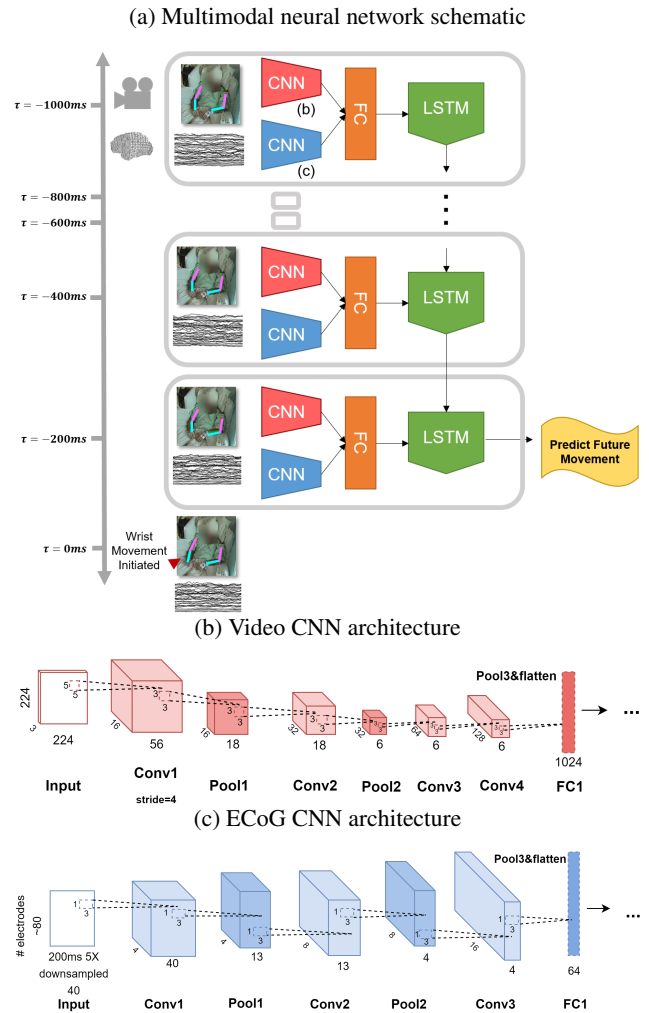 (a) Multimodal neural network schematic
τ = −1000ms
CNN
(b)
CNN
(c)
FC
LSTM
τ = −800ms
τ = −600ms
τ = −400ms
CNN
CNN
FC
LSTM
τ = −200ms
CNN
CNN
FC
LSTM
Predict Future
Movement
τ = 0ms
Wrist
Movement
Initiated
(b) Video CNN architecture
224
3
224
5
5
16
3
3
56
16
3
3
18
32
3
3
18
32
3
3
6
64
3
3
6
128
3
3
6
Pool3&flatten
1024
...
Input
Conv1
stride=4
Pool1
Conv2
Pool2
Conv3
Conv4
FC1
(c) ECoG CNN architecture
# electrodes
~80
1
3
200ms 5X
downsampled
40
4
1
3
40
4
1
3
13
8
1
3
13
8
1
3
4
16
1
3
4
Pool3&flatten
64
...
Input
Conv1
Pool1
Conv2
Pool2
Conv3
FC1